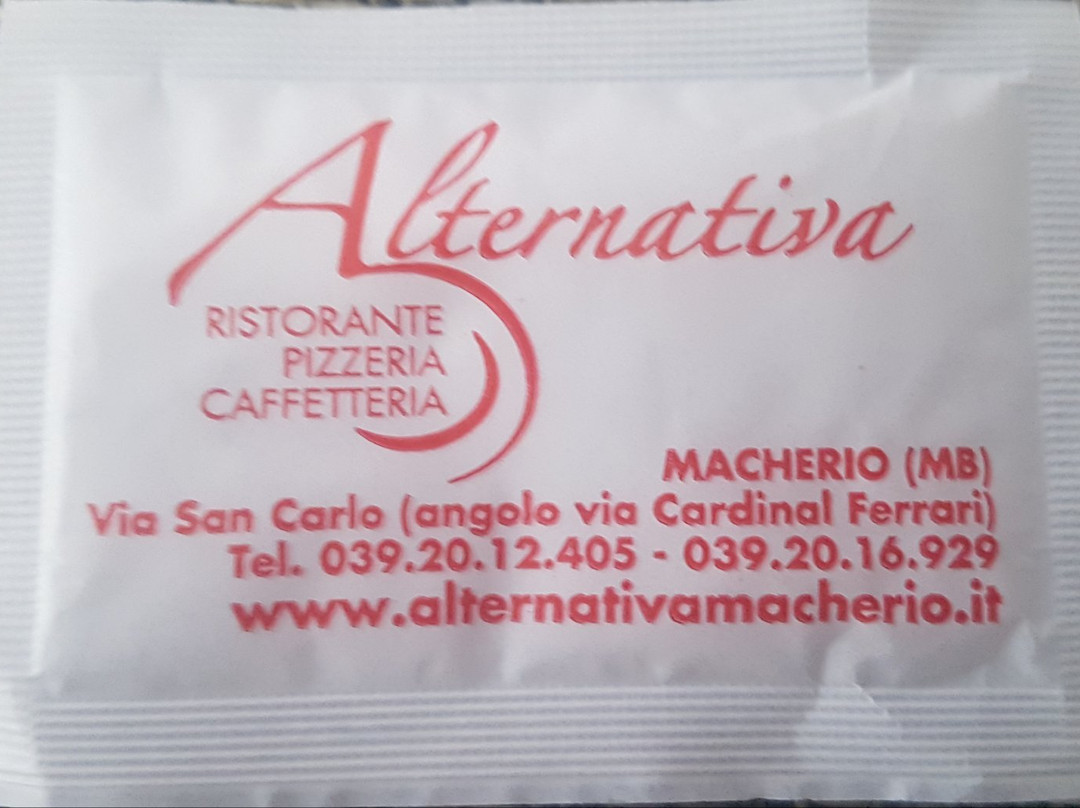 Alternativa
RISTORANTE
PIZZERIA
CAFFETTERIA
MACHERIO (MB)
Via San Carlo (angolo via Cardinal Ferrari)
Tel. 039.20.12.405 - 039.20.16.929
www.alternativamacherio.it